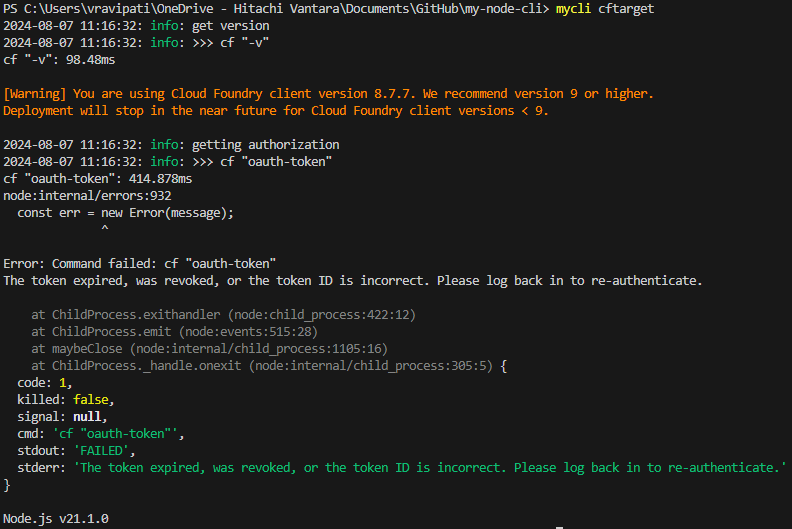 PS C:\Users\vravipati\OneDrive - Hitachi Vantara\Documents\GitHub\my-node-cli> mycli cftarget
2024-08-07 11:16:32: info: get version
2024-08-07 11:16:32: info: >>> cf "-v"
cf "-v": 98.48ms
[Warning] You are using Cloud Foundry client version 8.7.7. We recommend version 9 or higher.
Deployment will stop in the near future for Cloud Foundry client versions < 9.
2024-08-07 11:16:32: info: getting authorization
2024-08-07 11:16:32: info: >>> cf "oauth-token"
cf "oauth-token": 414.878ms
node:internal/errors:932
  const err = new Error(message);
              ^
Error: Command failed: cf "oauth-token"
The token expired, was revoked, or the token ID is incorrect. Please log back in to re-authenticate.
    at ChildProcess.exithandler (node:child_process:422:12)
    at ChildProcess.emit (node:events:515:28)
    at maybeClose (node:internal/child_process:1105:16)
    at ChildProcess._handle.onexit (node:internal/child_process:305:5) {
  code: 1,
  killed: false,
  signal: null,
  cmd: 'cf "oauth-token"',
  stdout: 'FAILED',
  stderr: 'The token expired, was revoked, or the token ID is incorrect. Please log back in to re-authenticate.'
}
Node.js v21.1.0